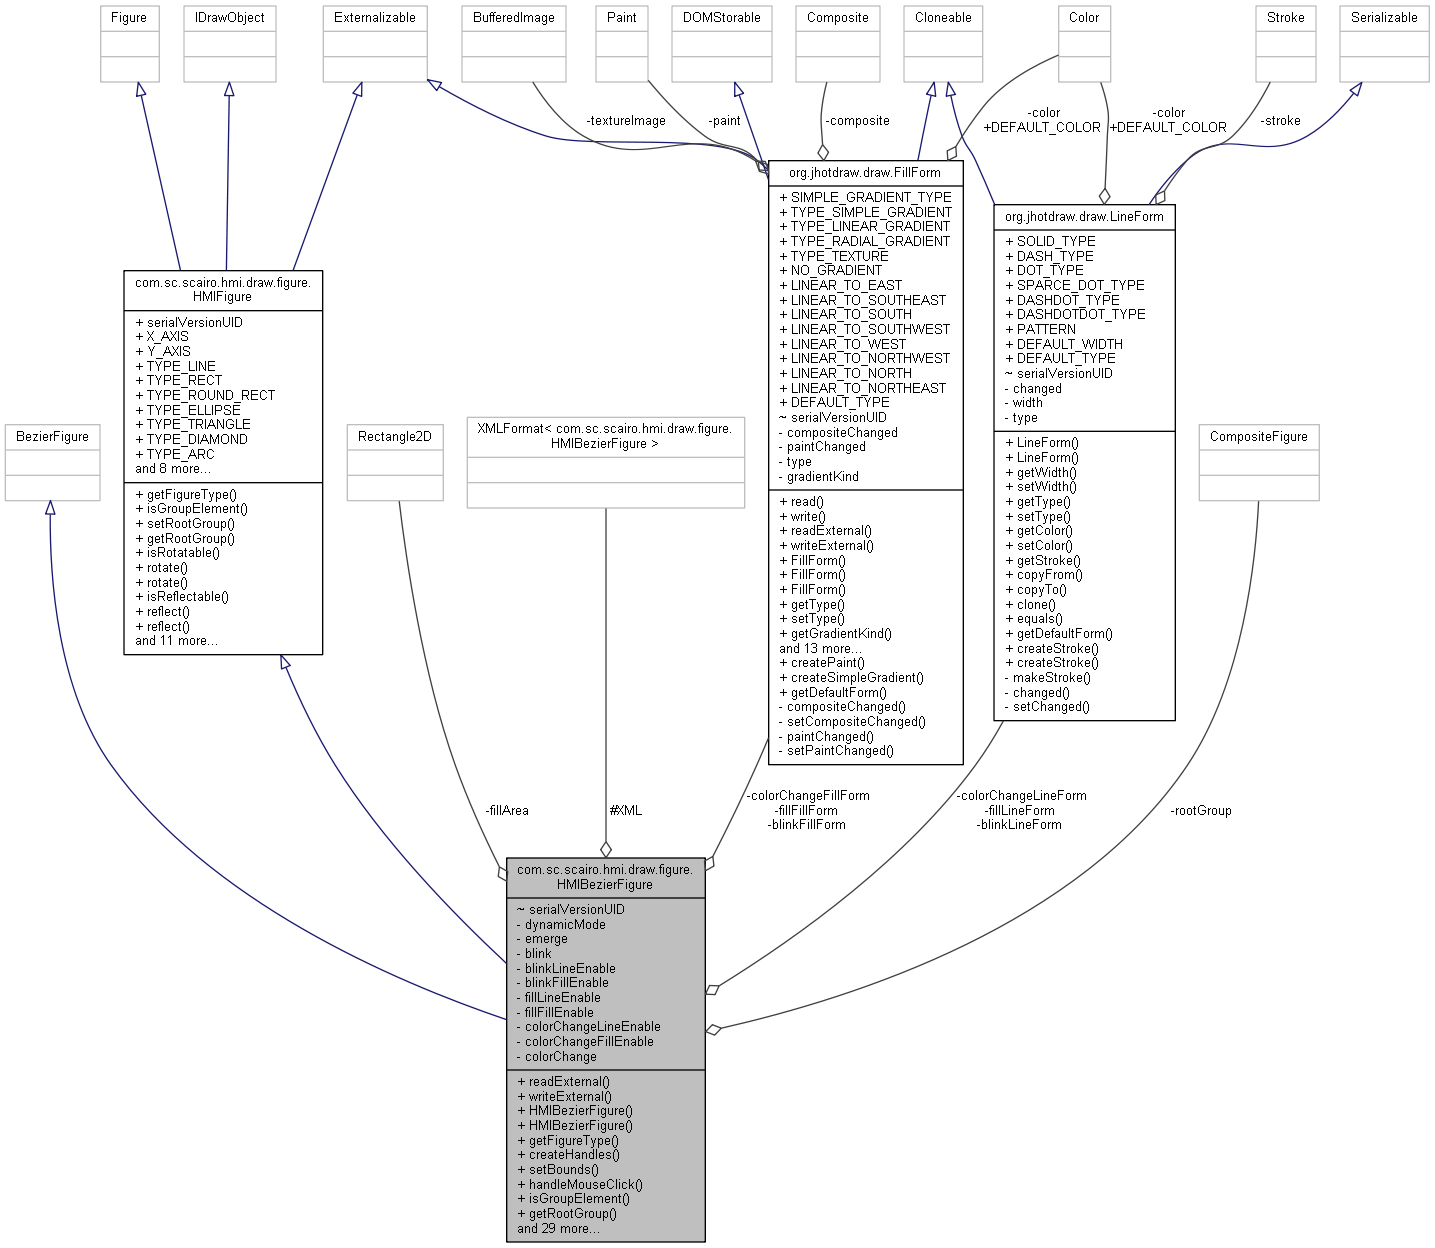 Figure
IDrawObject
Externalizable
BufferedImage
Paint
DOMStorable
Composite
Cloneable
Color
Stroke
Serializable
-textureImage
-paint
-composite
-color
+DEFAULT_COLOR
-color
+DEFAULT_COLOR
-stroke
org.jhotdraw.draw.FillForm
+ SIMPLE_GRADIENT_TYPE
+ TYPE_SIMPLE_GRADIENT
+ TYPE_LINEAR_GRADIENT
+ TYPE_RADIAL_GRADIENT
+ TYPE_TEXTURE
+ NO_GRADIENT
+ LINEAR_TO_EAST
+ LINEAR_TO_SOUTHEAST
+ LINEAR_TO_SOUTH
+ LINEAR_TO_SOUTHWEST
+ LINEAR_TO_WEST
+ LINEAR_TO_NORTHWEST
+ LINEAR_TO_NORTH
+ LINEAR_TO_NORTHEAST
+ DEFAULT_TYPE
~ serialVersionUID
- compositeChanged
- paintChanged
- type
- gradientKind
+ read()
+ write()
+ readExternal()
+ writeExternal()
+ FillForm()
+ FillForm()
+ FillForm()
+ getType()
+ setType()
+ getGradientKind()
and 13 more...
+ createPaint()
+ createSimpleGradient()
+ getDefaultForm()
- compositeChanged()
- setCompositeChanged()
- paintChanged()
- setPaintChanged()
org.jhotdraw.draw.LineForm
+ SOLID_TYPE
+ DASH_TYPE
+ DOT_TYPE
+ SPARCE_DOT_TYPE
+ DASHDOT_TYPE
+ DASHDOTDOT_TYPE
+ PATTERN
+ DEFAULT_WIDTH
+ DEFAULT_TYPE
~ serialVersionUID
- changed
- width
- type
+ LineForm()
+ LineForm()
+ getWidth()
+ setWidth()
+ getType()
+ setType()
+ getColor()
+ setColor()
+ getStroke()
+ copyFrom()
+ copyTo()
+ clone()
+ equals()
+ getDefaultForm()
+ createStroke()
+ createStroke()
- makeStroke()
- changed()
- setChanged()
com.sc.scairo.hmi.draw.figure.
HMIFigure
+ serialVersionUID
+ X_AXIS
+ Y_AXIS
+ TYPE_LINE
+ TYPE_RECT
+ TYPE_ROUND_RECT
+ TYPE_ELLIPSE
+ TYPE_TRIANGLE
+ TYPE_DIAMOND
+ TYPE_ARC
and 8 more...
+ getFigureType()
+ isGroupElement()
+ setRootGroup()
+ getRootGroup()
+ isRotatable()
+ rotate()
+ rotate()
+ isReflectable()
+ reflect()
+ reflect()
and 11 more...
BezierFigure
Rectangle2D
XMLFormat< com.sc.scairo.hmi.draw.figure.
HMIBezierFigure >
CompositeFigure
-fillArea
#XML
-colorChangeFillForm
-fillFillForm
-blinkFillForm
-colorChangeLineForm
-fillLineForm
-blinkLineForm
-rootGroup
com.sc.scairo.hmi.draw.figure.
HMIBezierFigure
~ serialVersionUID
- dynamicMode
- emerge
- blink
- blinkLineEnable
- blinkFillEnable
- fillLineEnable
- fillFillEnable
- colorChangeLineEnable
- colorChangeFillEnable
- colorChange
+ readExternal()
+ writeExternal()
+ HMIBezierFigure()
+ HMIBezierFigure()
+ getFigureType()
+ createHandles()
+ setBounds()
+ handleMouseClick()
+ isGroupElement()
+ getRootGroup()
and 29 more...